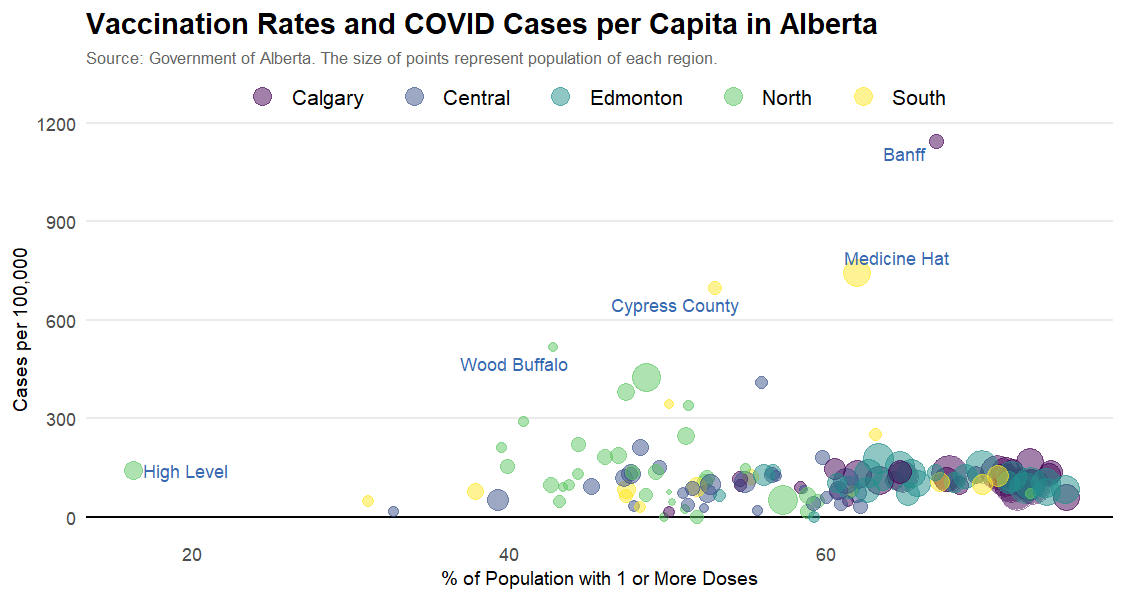 Vaccination Rates and COVID Cases per Capita in Alberta
Source: Government of Alberta. The size of points represent population of each region.
Calgary Central Edmonton North South
1200
Banff
900
Medicine Hat
Cypress County
600
Wood Buffalo
300
High Level
0
Cases per 100,000
20 40 60
% of Population with 1 or More Doses